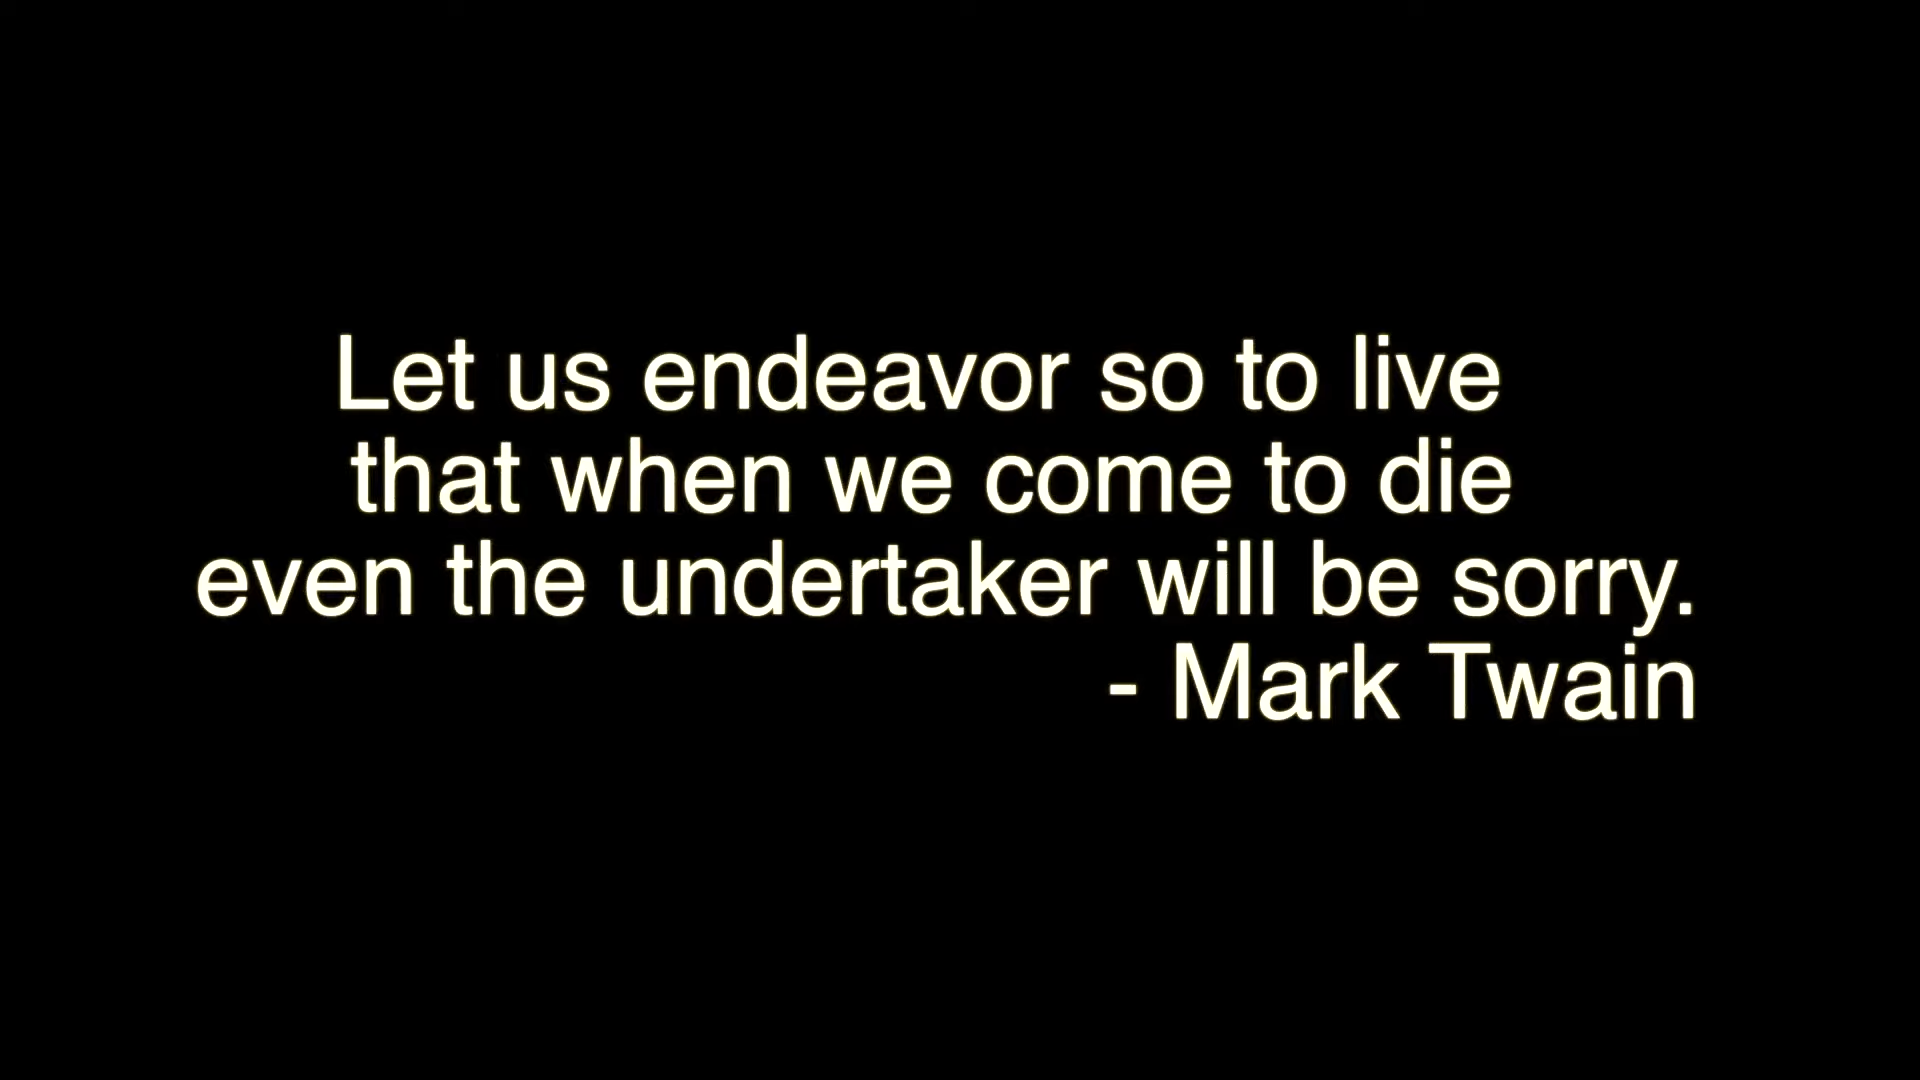 Let us endeavor so to live
that when we come to die
even the undertaker will be sorry.
- Mark Twain